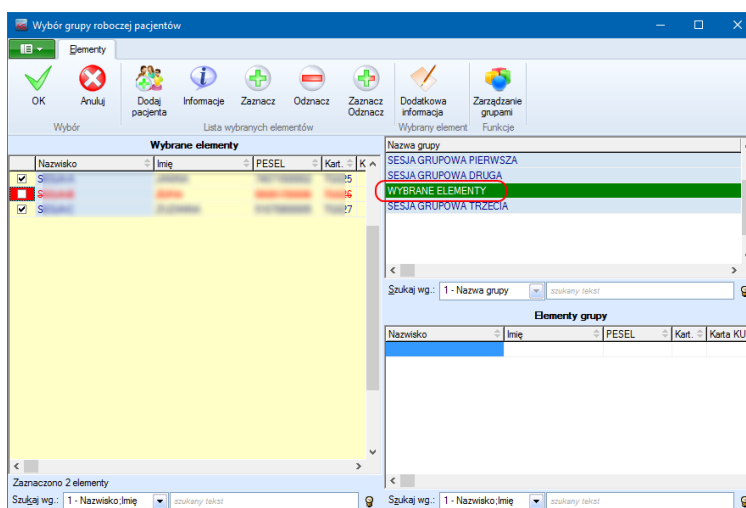 Wybór grupy roboczej pacjentów
Elementy
OK
Anuluj
Dodaj pacjenta
Informacje
Zaznacz
Odznacz
Zaznacz Odznacz
Dodatkowa informacja
Zarządzanie grupami
Wybór
Lista wybranych elementów
Wybrany element
Funkcje
Wybrane elementy
Nazwisko Imię PESEL Kart. K
S 25
S 26
S 27
Zaznaczono 2 elementy
Szukaj wg.: 1 - Nazwisko;Imię szukany tekst
Nazwa grupy
SESJA GRUPOWA PIERWSZA
SESJA GRUPOWA DRUGA
WYBRANE ELEMENTY
SESJA GRUPOWA TRZECIA
Szukaj wg.: 1 - Nazwa grupy szukany tekst
Elementy grupy
Nazwisko Imię PESEL Kart. Karta KU
Szukaj wg.: 1 - Nazwisko;Imię szukany tekst